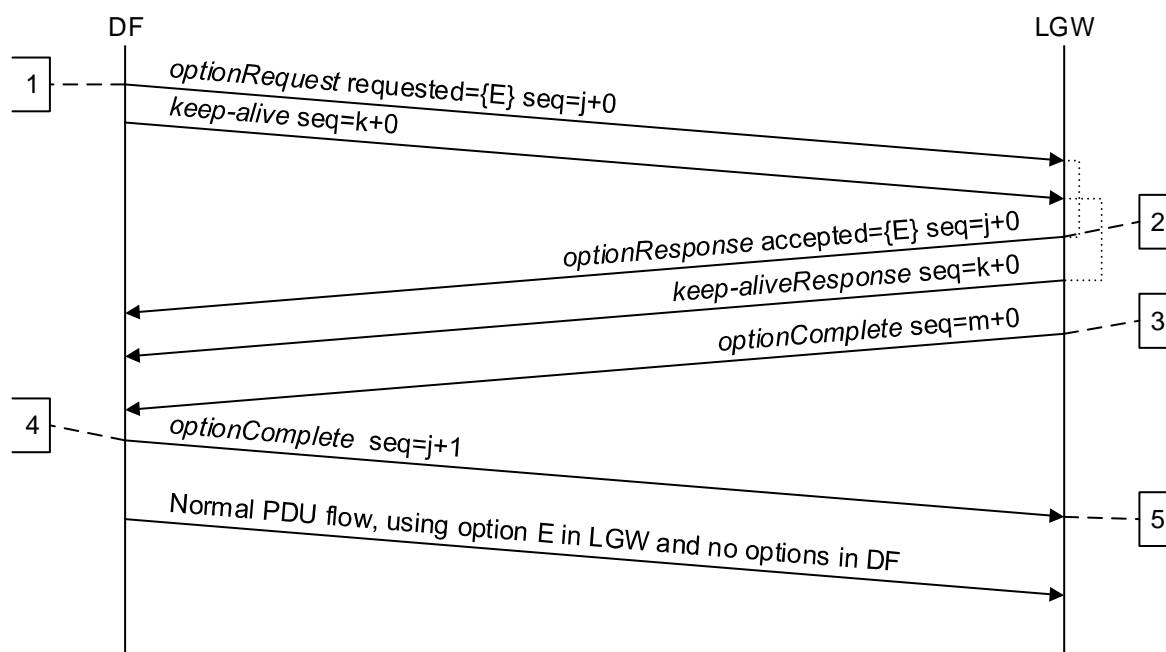 DF
LGW
1
optionRequest requested={E} seq=j+0
keep-alive seq=k+0
2
optionResponse accepted={E} seq=j+0
keep-aliveResponse seq=k+0
3
optionComplete seq=m+0
4
optionComplete seq=j+1
5
Normal PDU flow, using option E in LGW and no options in DF